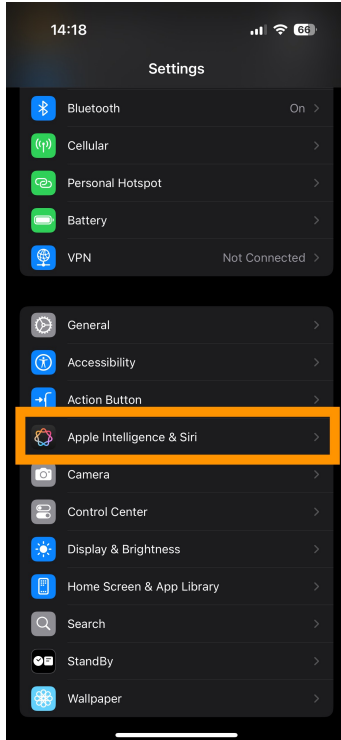 14:18
66
Settings
Bluetooth On
Cellular
Personal Hotspot
Battery
VPN Not Connected
General
Accessibility
Action Button
Apple Intelligence & Siri
Camera
Control Center
Display & Brightness
Home Screen & App Library
Search
StandBy
Wallpaper